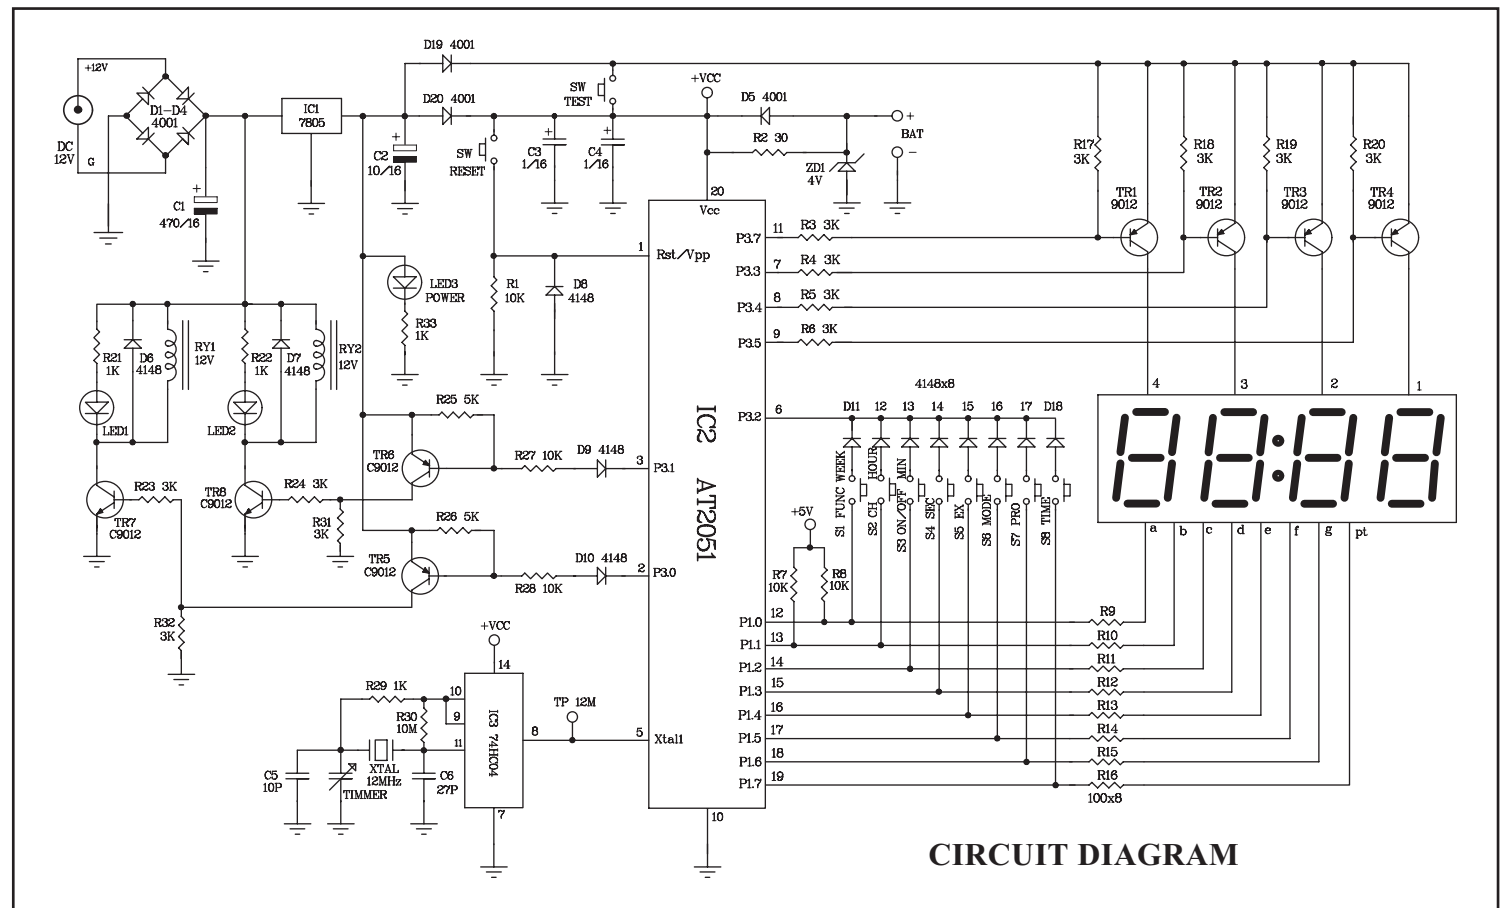 D19 4001
+12V
D1-D4
4001
DC
12V
G
IC1
7805
D20 4001
SW
TEST
+VCC
D5 4001
+
BAT
-
R2 30
ZD1
4V
+
C1
470/16
+
C2
10/16
SW
RESET
+
C3
1/16
+
C4
1/16
R17
3K
R18
3K
R19
3K
R20
3K
TR1
9012
TR2
9012
TR3
9012
TR4
9012
20
Vcc
1
Rst/Vpp
P3.7
11
R3 3K
P3.3
7
R4 3K
P3.4
8
R5 3K
P3.5
9
R6 3K
LED3
POWER
R33
1K
R1
10K
D8
4148
R21
1K
D6
4148
RY1
12V
R22
1K
D7
4148
RY2
12V
LED1
LED2
R25 5K
TR6
C9012
R27 10K
D9 4148
3
P3.1
R23 3K
TR7
C9012
TR8
C9012
R24 3K
R31
3K
R26 5K
TR5
C9012
R28 10K
D10 4148
2
P3.0
R32
3K
IC2 AT2051
4148x8
P3.2
6
D11
12
13
14
15
16
17
D18
S1 FUNC WEEK
S2 CH HOUR
S3 ON/OFF MIN
S4 SEC
S5 EX
S6 MODE
S7 PRO
S8 TIME
4
3
2
1
a
b
c
d
e
f
g
pt
+5V
R7
10K
R8
10K
P1.0
12
R9
P1.1
13
R10
P1.2
14
R11
P1.3
15
R12
P1.4
16
R13
P1.5
17
R14
P1.6
18
R15
P1.7
19
R16
100x8
+VCC
14
R29 1K
R30
10M
10
9
11
IC3 74HC04
8
TP 12M
5
Xtal1
XTAL
12MHz
C5
10P
TIMMER
C6
27P
7
10
CIRCUIT DIAGRAM